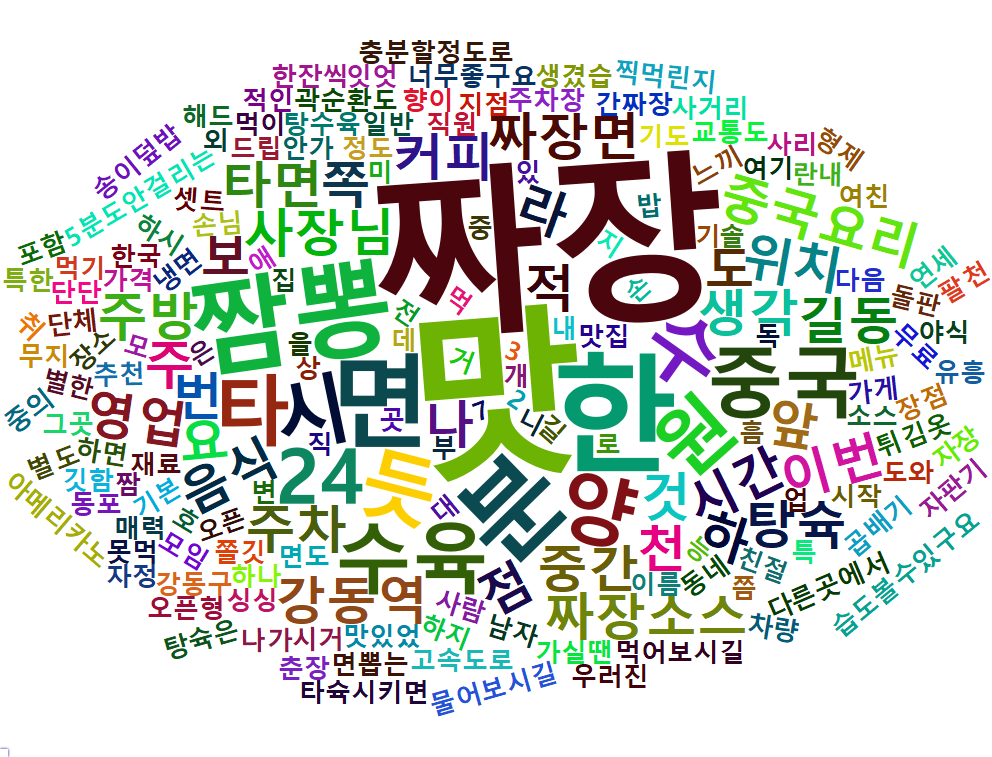 충분할정도로
한잔씩잇엇 너무좋구요 생겼습 찍먹린지
적인 곽순환도 향이 지점 주차장 간짜장 사거리
해드 먹이 탕수육 일반 직원 짜장면 기도 교통도 사리 형제
외 드립 안가 정도 커피 있 느끼 여기 란내
송이덮밥 5분도안걸리는 타면 쪽 미 짜장 밥 중국요리 여친
셋트 손님 사장님 라 중 지 기 솔
포함 하시 한국 보 애 집 적 손 도 위치 다음 연세 팔천
특한 먹기 가격 냉면 짬뽕 전 먹 생각 길동 돌판
단단 주방 데 맛 내 맛집 독 무료 야식
취 단체 장소 모 은 을 거 3 수 메뉴
무지 추천 주 상 개 중국 유흥
별한 번 타 시 면 한 가게
중의 그곳 영업 요 곳 나 7 2 앞 소스 장점
직 부 니 길 로 원 흠 튀김옷 자장
별도 하면 재료 음식 24 듯 판 양 것 시간 이번 도와
아메리카노 깃함 짬 변 대 업 시작 자판기
동포 기본 호 오픈 주차 수육 천 하 탕슉 곱배기
매력 모임 쫄깃 면도 중간 능 친절 특
못먹 자정 강동구 하나 점 이름 동네 쯤 다른곳에서 습도볼수있구요
오픈형 싱싱 강동역 사람 짜장소스 차량
탕슉은 나가시거 맛있었 하지 남자 가실땐 먹어보시길
춘장 면뽑는 고속도로 우러진
타슉시키면 물어보시길